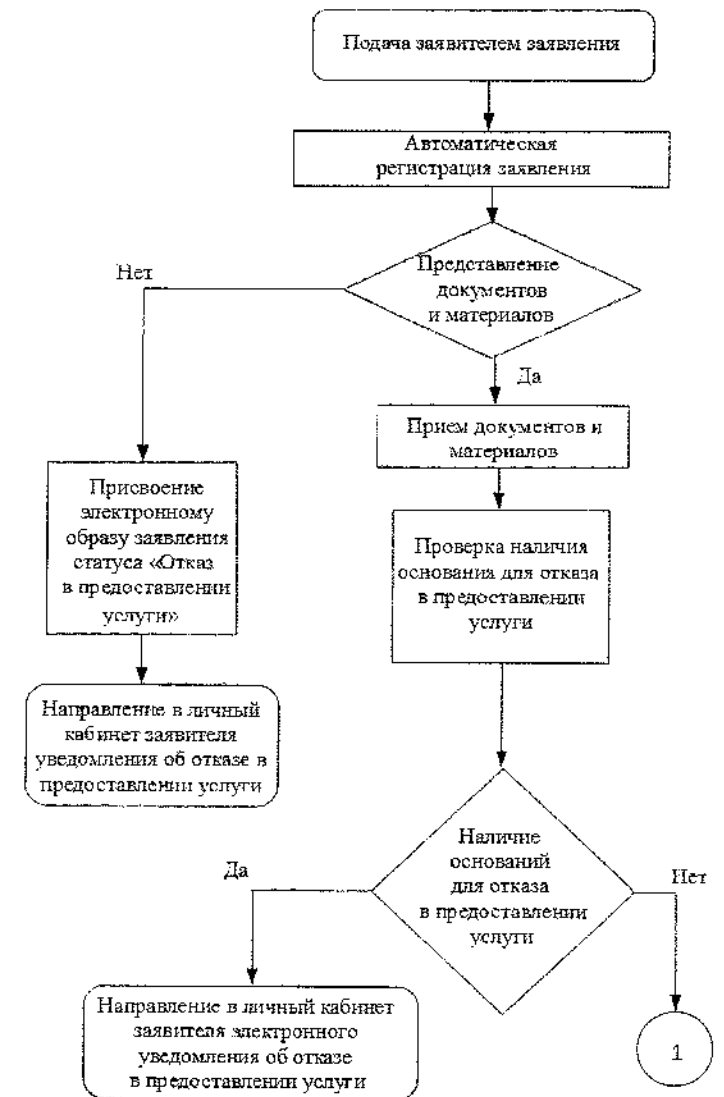 Подача заявителем заявления
Автоматическая
регистрация заявления
Представление
документов
и материалов
Нет
Да
Прием документов и
материалов
Присвоение
электронному
образу заявления
статуса «Отказ
в предоставлении
услуги»
Проверка наличия
основания для отказа
в предоставлении
услуги
Направление в личный
кабинет заявителя
уведомления об отказе в
предоставлении услуги
Наличие
оснований
для отказа
в предоставлении
услуги
Да
Нет
Направление в личный кабинет
заявителя электронного
уведомления об отказе
в предоставлении услуги
1